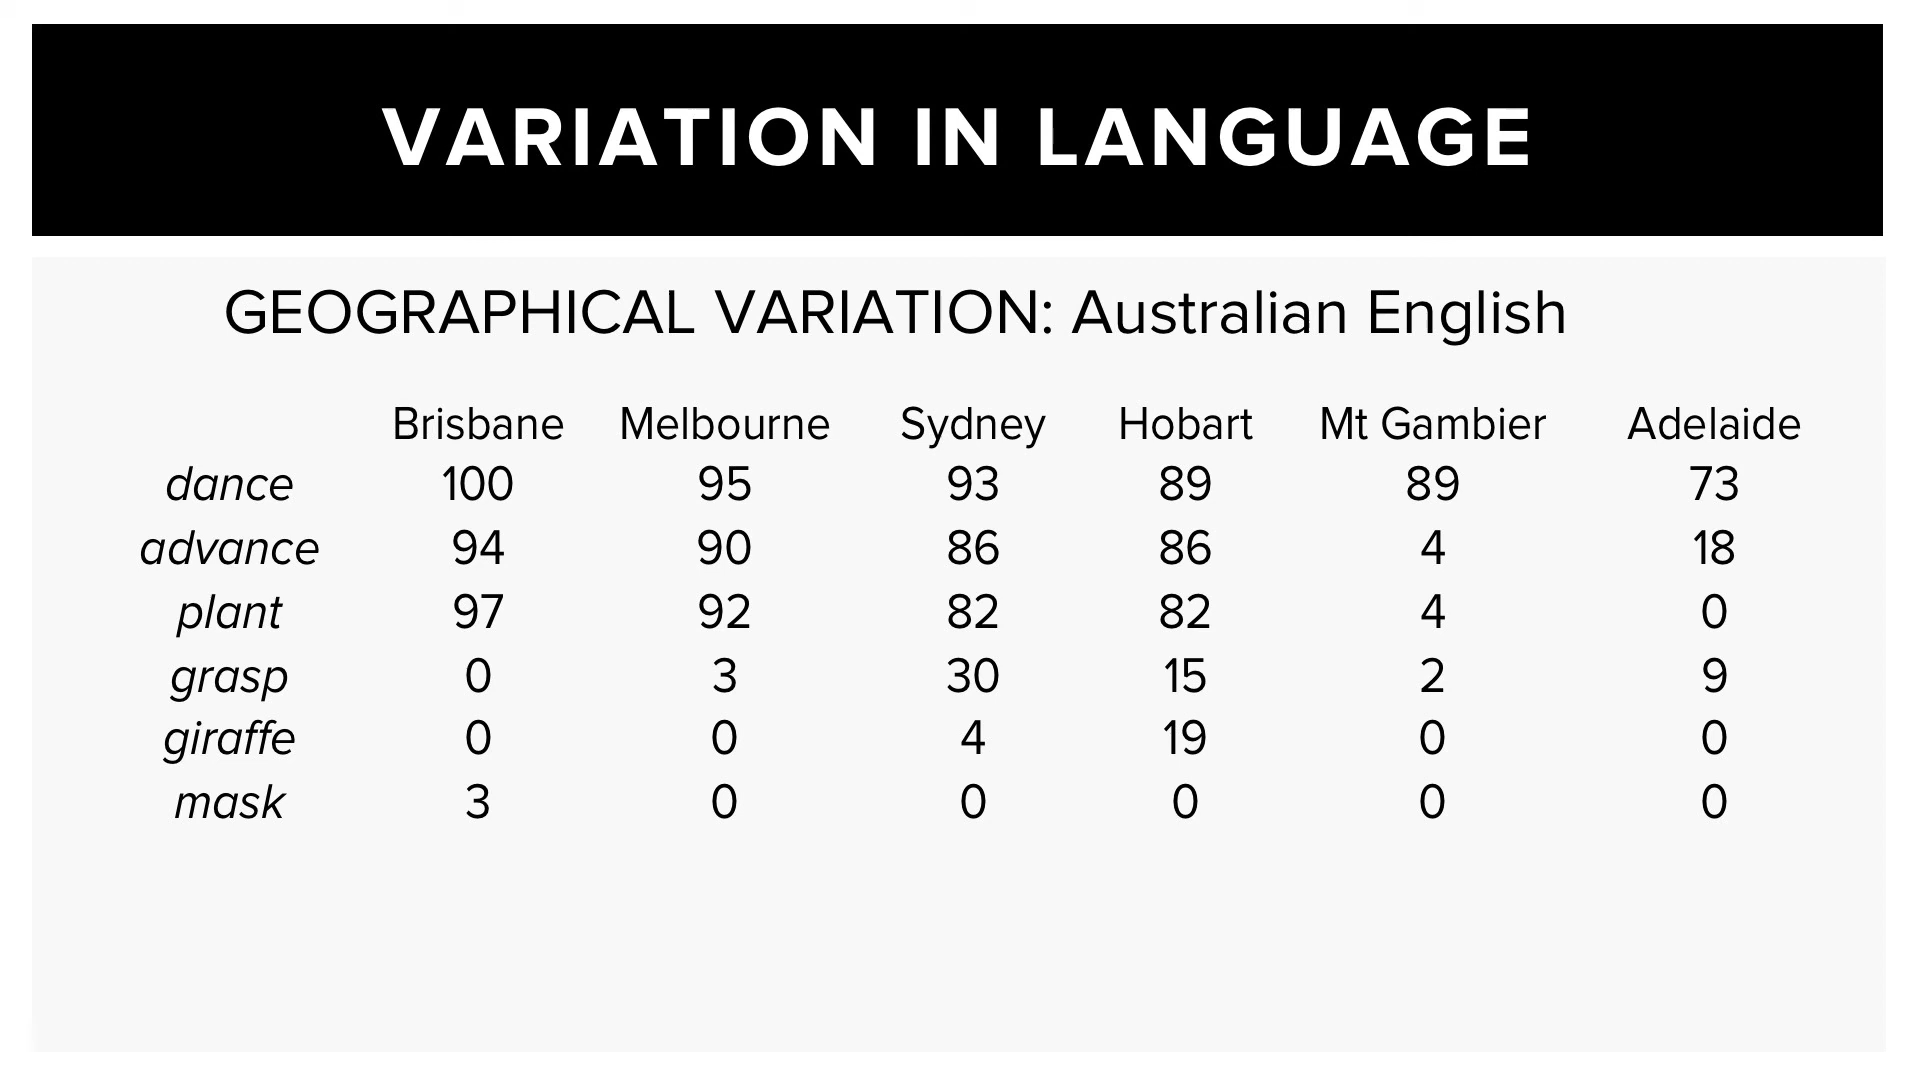 VARIATION IN LANGUAGE
GEOGRAPHICAL VARIATION: Australian English
Brisbane Melbourne Sydney Hobart Mt Gambier Adelaide
dance 100 95 93 89 89 73
advance 94 90 86 86 4 18
plant 97 92 82 82 4 0
grasp 0 3 30 15 2 9
giraffe 0 0 4 19 0 0
mask 3 0 0 0 0 0